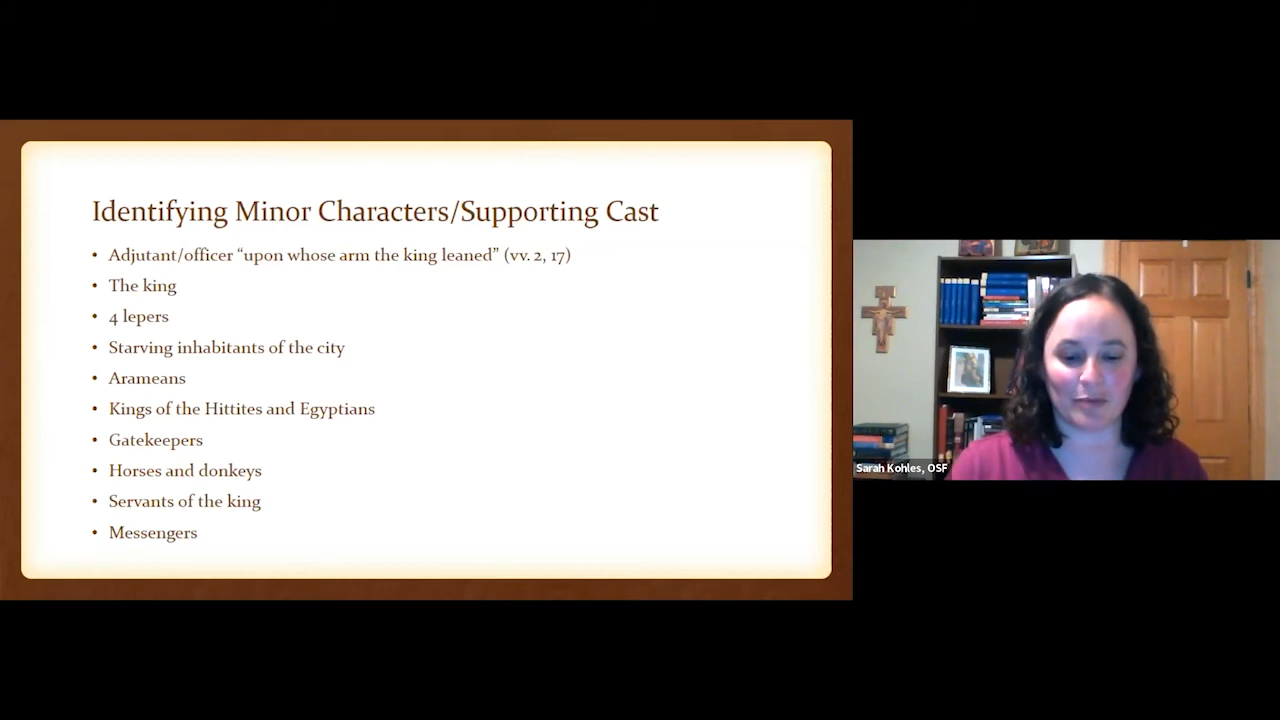 Identifying Minor Characters/Supporting Cast
• Adjutant/officer “upon whose arm the king leaned” (vv. 2, 17)
• The king
• 4 lepers
• Starving inhabitants of the city
• Arameans
• Kings of the Hittites and Egyptians
• Gatekeepers
• Horses and donkeys
• Servants of the king
• Messengers
Sarah Kohles, OSF